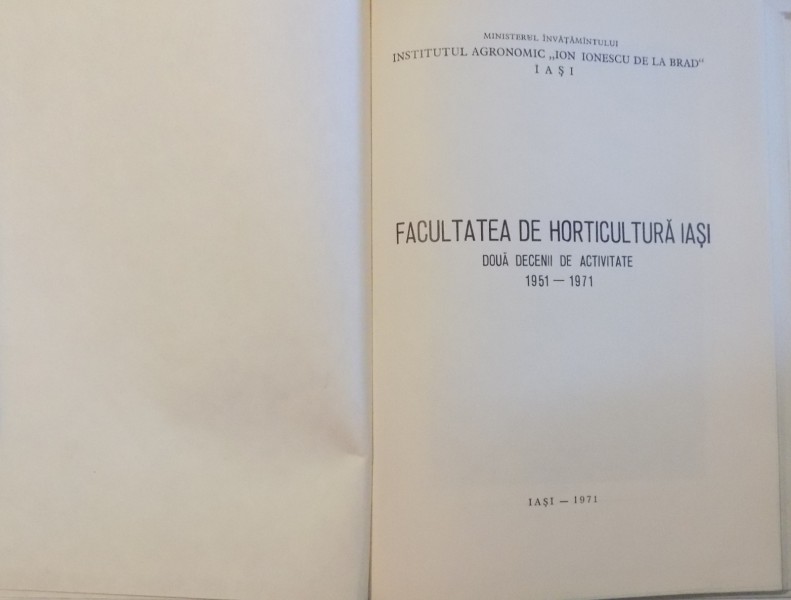 MINISTERUL ÎNVĂŢĂMÎNTULUI
INSTITUTUL AGRONOMIC „ION IONESCU DE LA BRAD"
IAŞI
FACULTATEA DE HORTICULTURĂ IAŞI
DOUĂ DECENII DE ACTIVITATE
1951 — 1971
IAŞI — 1971